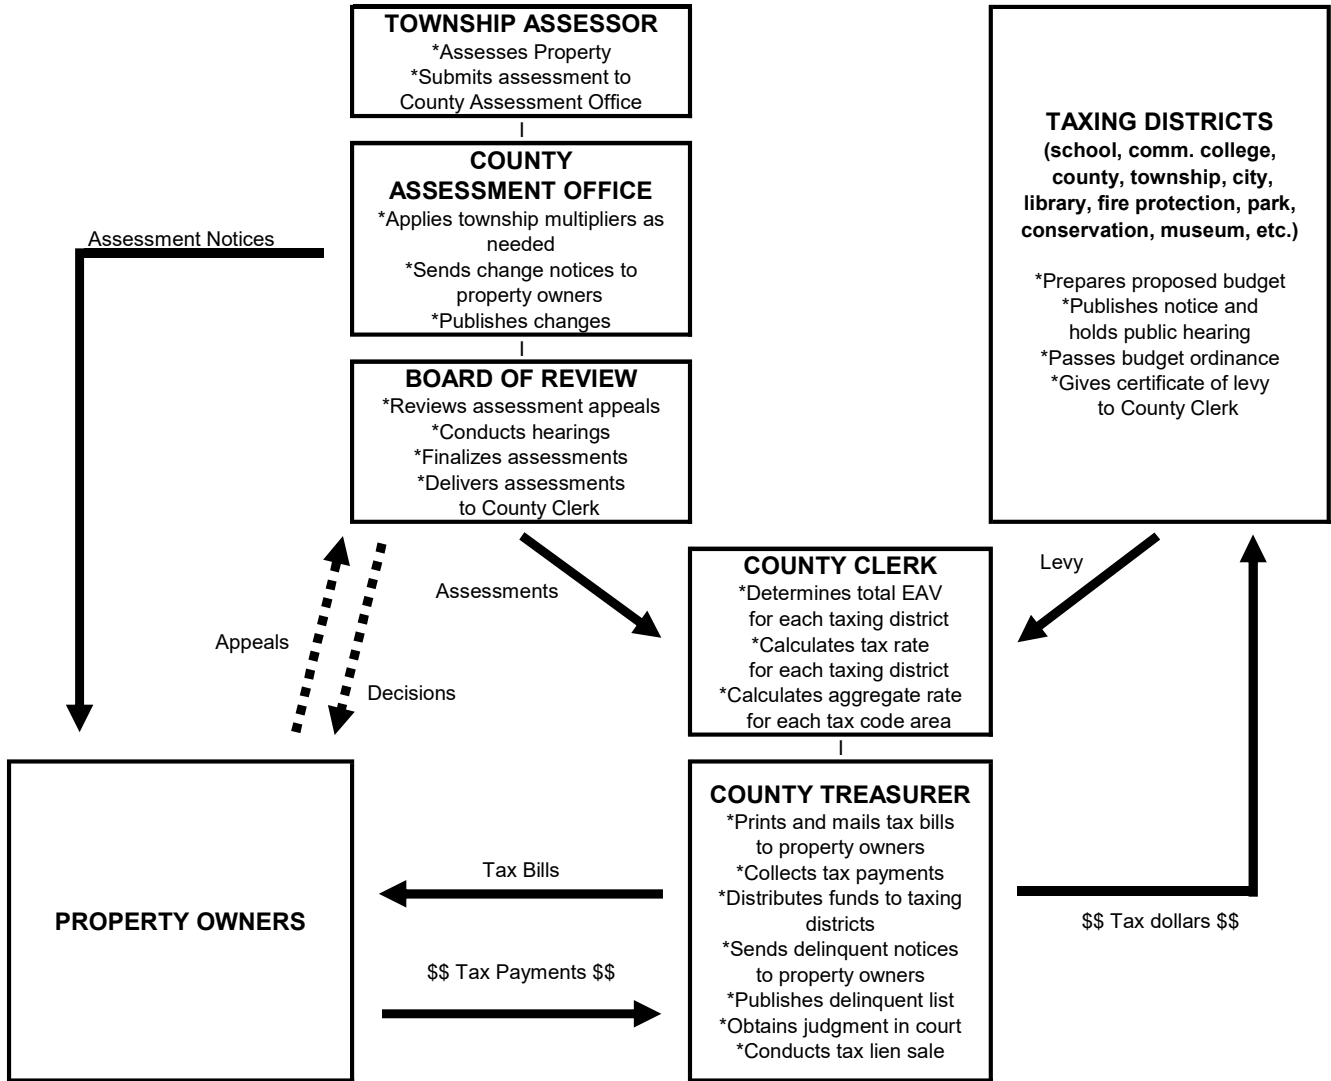 TOWNSHIP ASSESSOR
*Assesses Property
*Submits assessment to
County Assessment Office
COUNTY
ASSESSMENT OFFICE
*Applies township multipliers as
needed
*Sends change notices to
property owners
*Publishes changes
BOARD OF REVIEW
*Reviews assessment appeals
*Conducts hearings
*Finalizes assessments
*Delivers assessments
to County Clerk
TAXING DISTRICTS
(school, comm. college,
county, township, city,
library, fire protection, park,
conservation, museum, etc.)
*Prepares proposed budget
*Publishes notice and
holds public hearing
*Passes budget ordinance
*Gives certificate of levy
to County Clerk
Assessment Notices
Appeals
Decisions
Assessments
Levy
COUNTY CLERK
*Determines total EAV
for each taxing district
*Calculates tax rate
for each taxing district
*Calculates aggregate rate
for each tax code area
COUNTY TREASURER
*Prints and mails tax bills
to property owners
*Collects tax payments
*Distributes funds to taxing
districts
*Sends delinquent notices
to property owners
*Publishes delinquent list
*Obtains judgment in court
*Conducts tax lien sale
PROPERTY OWNERS
Tax Bills
$$ Tax Payments $$
$$ Tax dollars $$